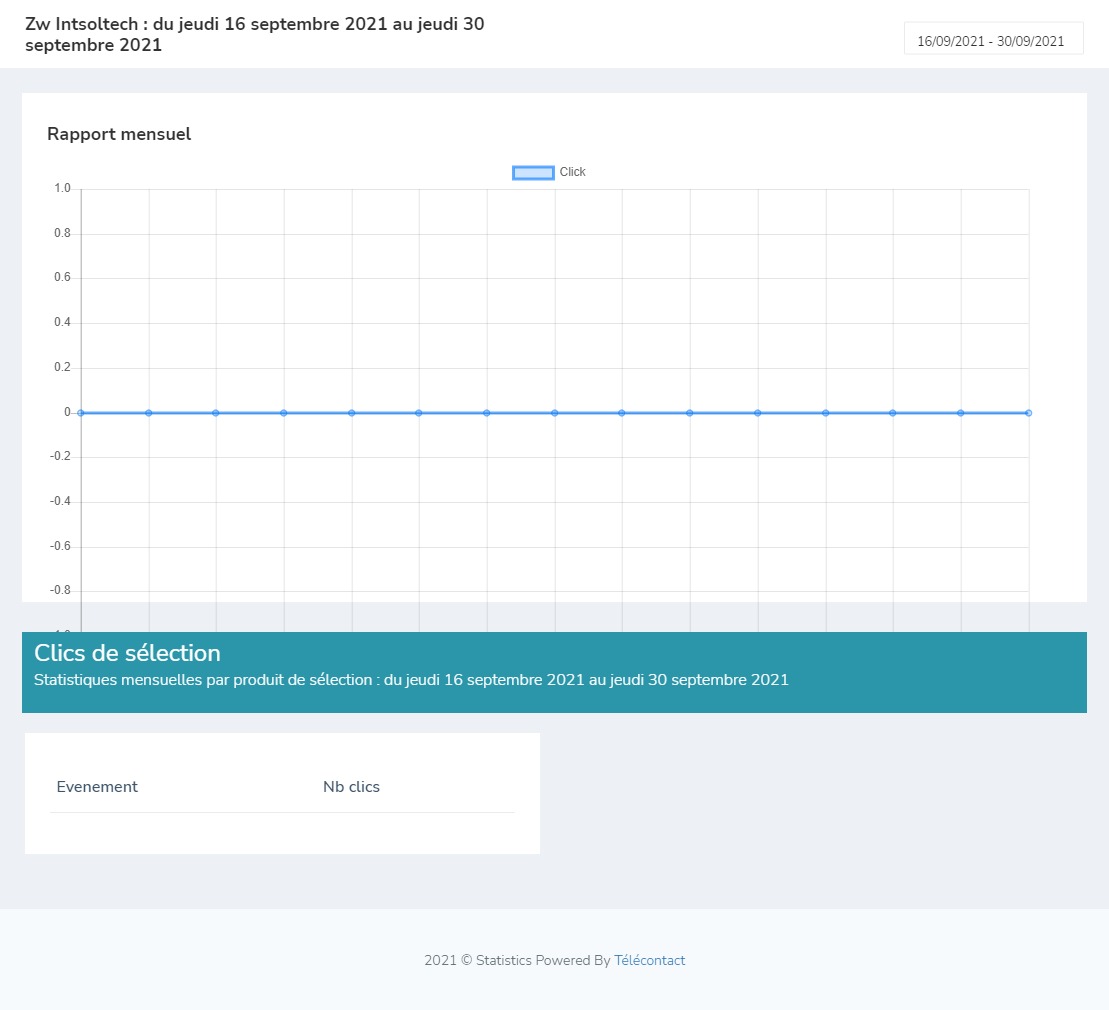 Zw Intsoltech : du jeudi 16 septembre 2021 au jeudi 30
septembre 2021
16/09/2021 - 30/09/2021
Rapport mensuel
Click
1.0
0.8
0.6
0.4
0.2
0
-0.2
-0.4
-0.6
-0.8
Clics de sélection
Statistiques mensuelles par produit de sélection : du jeudi 16 septembre 2021 au jeudi 30 septembre 2021
Evenement Nb clics
2021 © Statistics Powered By Télécontact